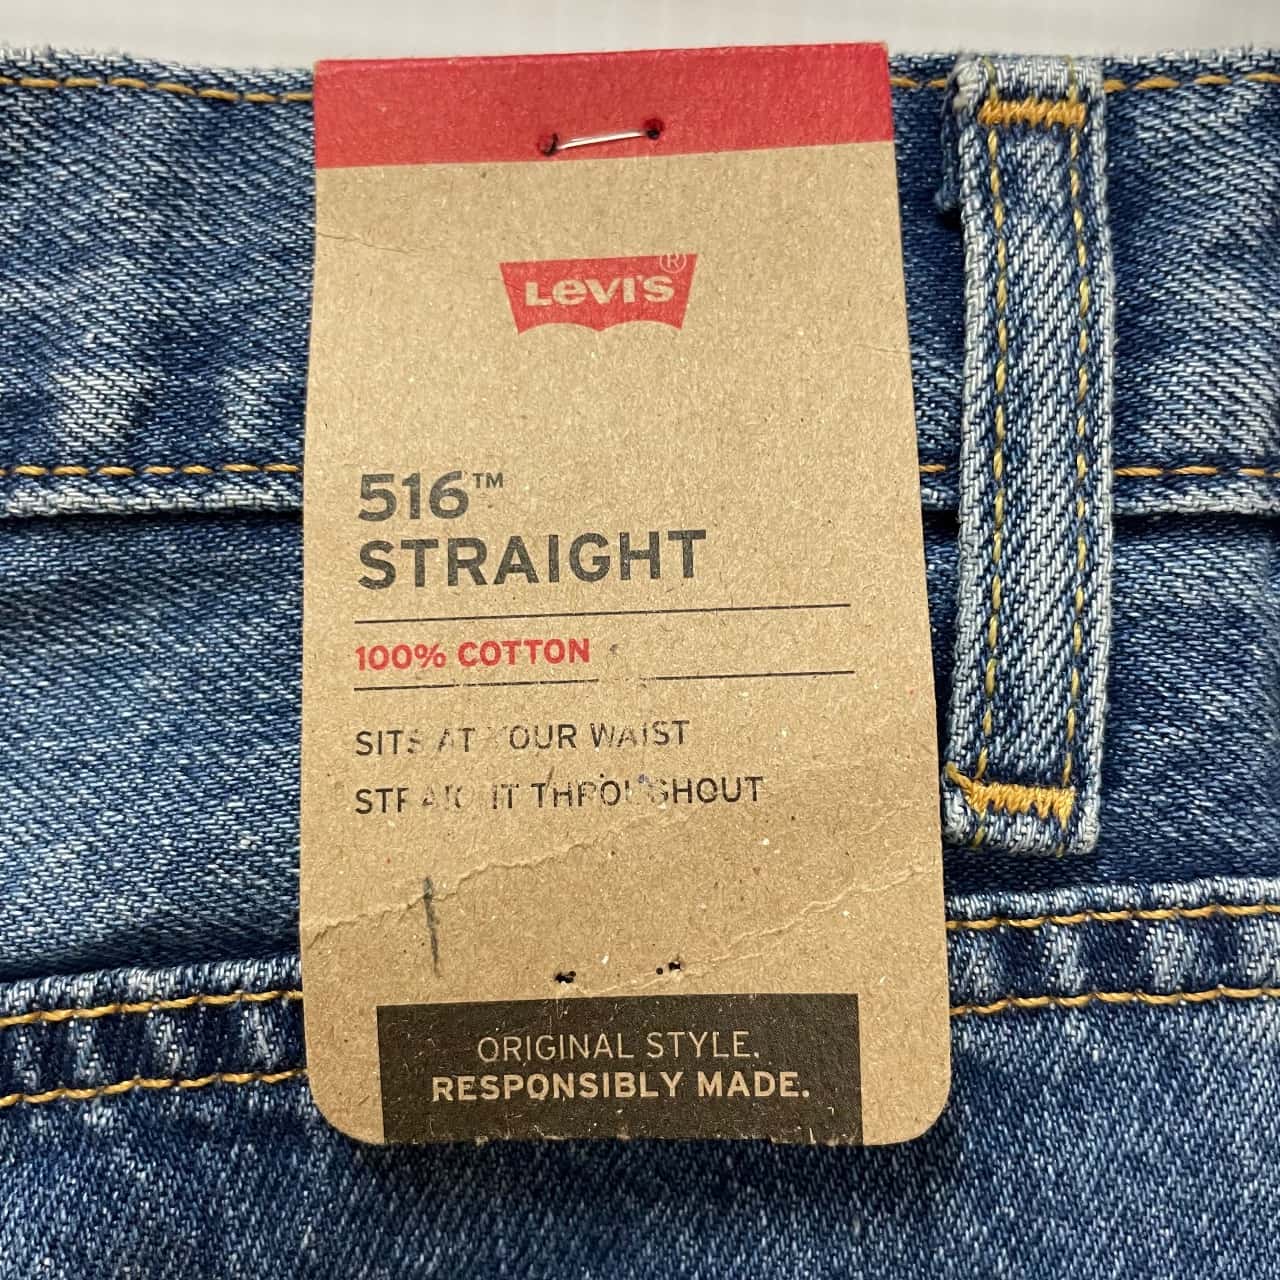 Levi's®
516™
STRAIGHT
100% COTTON
SITS AT YOUR WAIST
STRAIGHT THROUGHOUT
ORIGINAL STYLE.
RESPONSIBLY MADE.